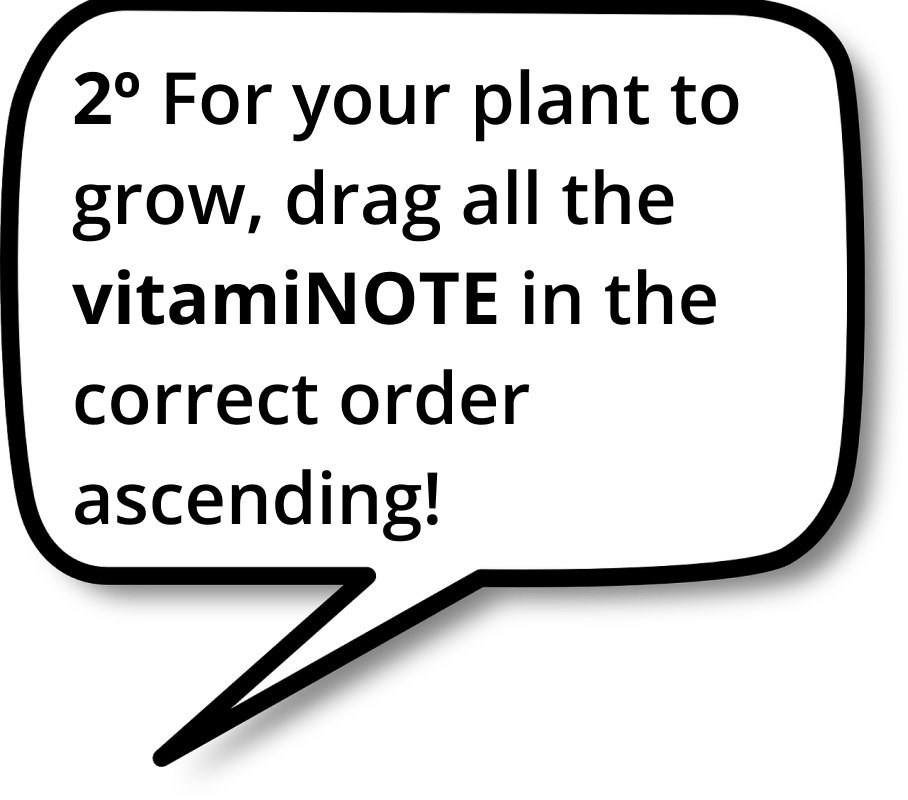 2º For your plant to
grow, drag all the
vitamiNOTE in the
correct order
ascending!